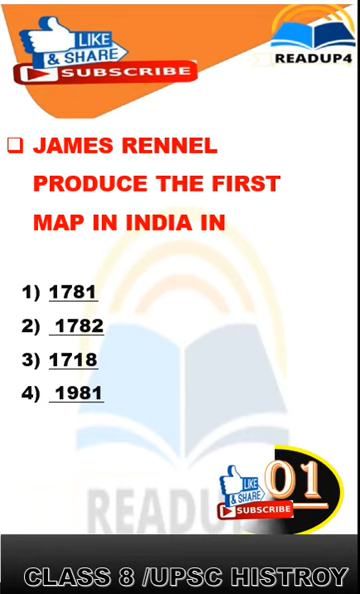 LIKE
& SHARE
SUBSCRIBE
READUP4
❑ JAMES RENNEL
PRODUCE THE FIRST
MAP IN INDIA IN
1) 1781
2) 1782
3) 1718
4) 1981
LIKE
& SHARE
SUBSCRIBE
01
READUP4
CLASS 8 /UPSC HISTROY